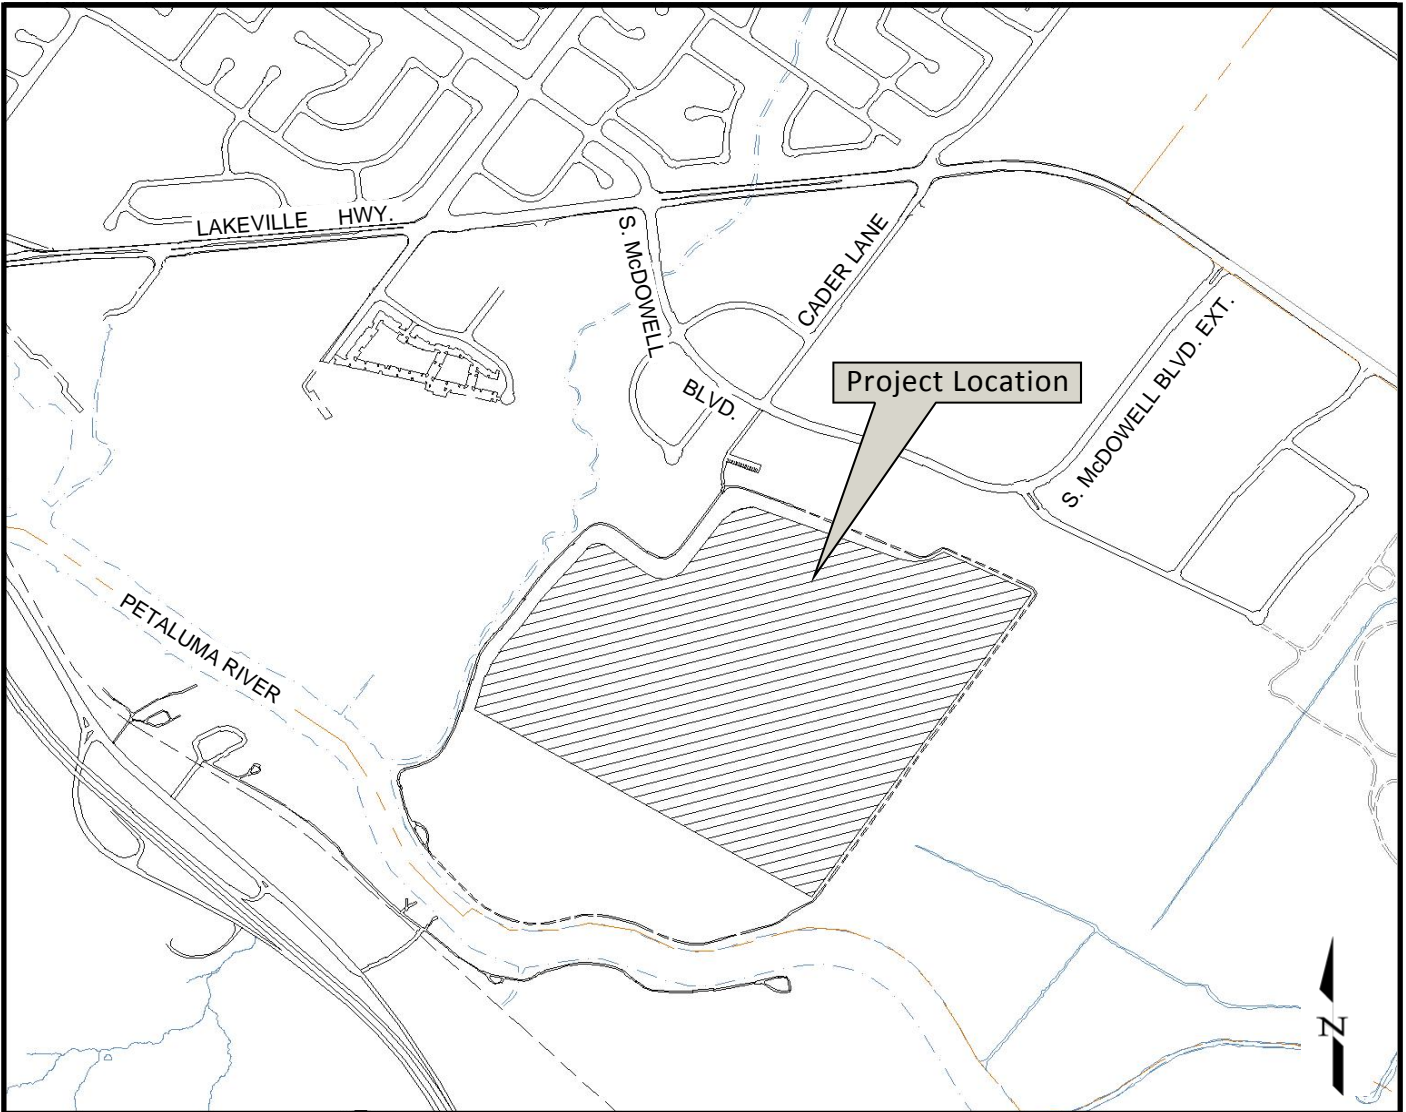 LAKEVILLE HWY.
S. McDOWELL
BLVD.
CADER LANE
Project Location
S. McDOWELL BLVD. EXT.
PETALUMA RIVER
N